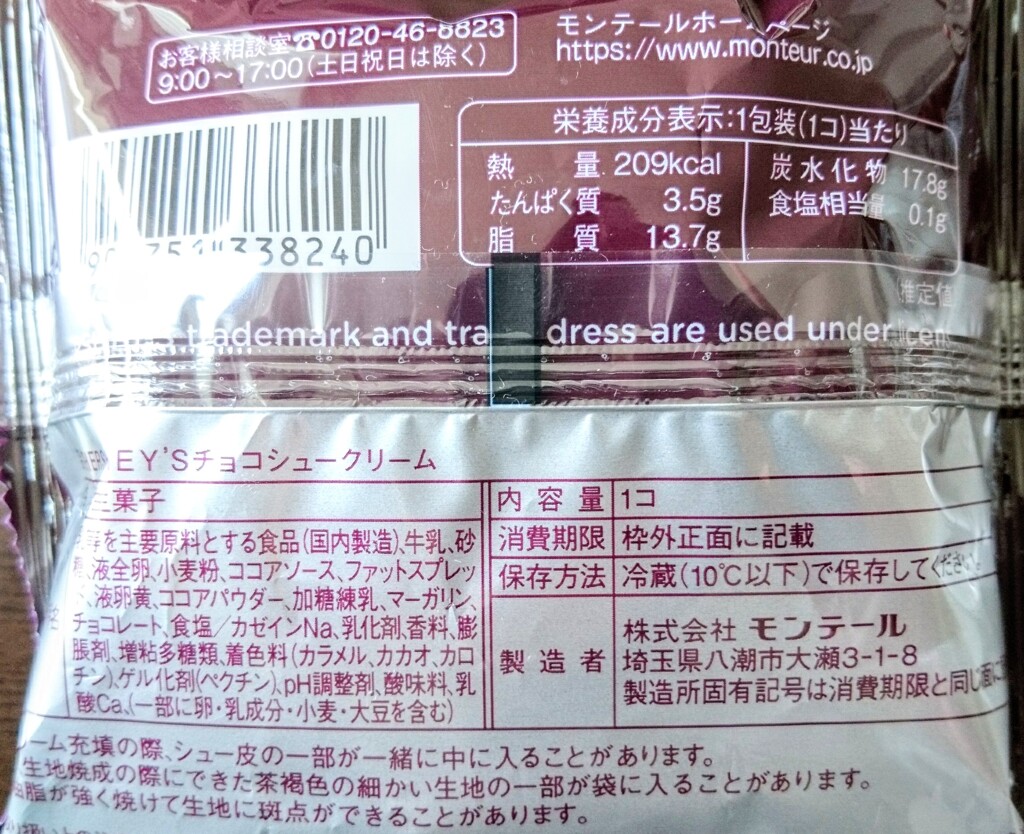 お客様相談室☎0120-46-8823
9:00～17:00(土日祝日は除く)
モンテールホームページ
https://www.monteur.co.jp
栄養成分表示:1包装(1コ)当たり
熱量 209kcal
たんぱく質 3.5g
脂質 13.7g
炭水化物 17.8g
食塩相当量 0.1g
(推定値)
338240
trademark and tra dress are used under licen
EY'Sチョコシュークリーム
菓子
を主要原料とする食品(国内製造)、牛乳、砂
、液全卵、小麦粉、ココアソース、ファットスプレッ
、液卵黄、ココアパウダー、加糖練乳、マーガリン、
チョコレート、食塩／カゼインNa、乳化剤、香料、膨
脹剤、増粘多糖類、着色料(カラメル、カカオ、カロ
チン)、ゲル化剤(ペクチン)、pH調整剤、酸味料、乳
酸Ca、(一部に卵・乳成分・小麦・大豆を含む)
内容量 1コ
消費期限 枠外正面に記載
保存方法 冷蔵(10℃以下)で保存してください。
製造者 株式会社 モンテール
埼玉県八潮市大瀬3-1-8
製造所固有記号は消費期限と同じ面に
ーム充填の際、シュー皮の一部が一緒に中に入ることがあります。
生地焼成の際にできた茶褐色の細かい生地の一部が袋に入ることがあります。
脂が強く焼けて生地に斑点ができることがあります。